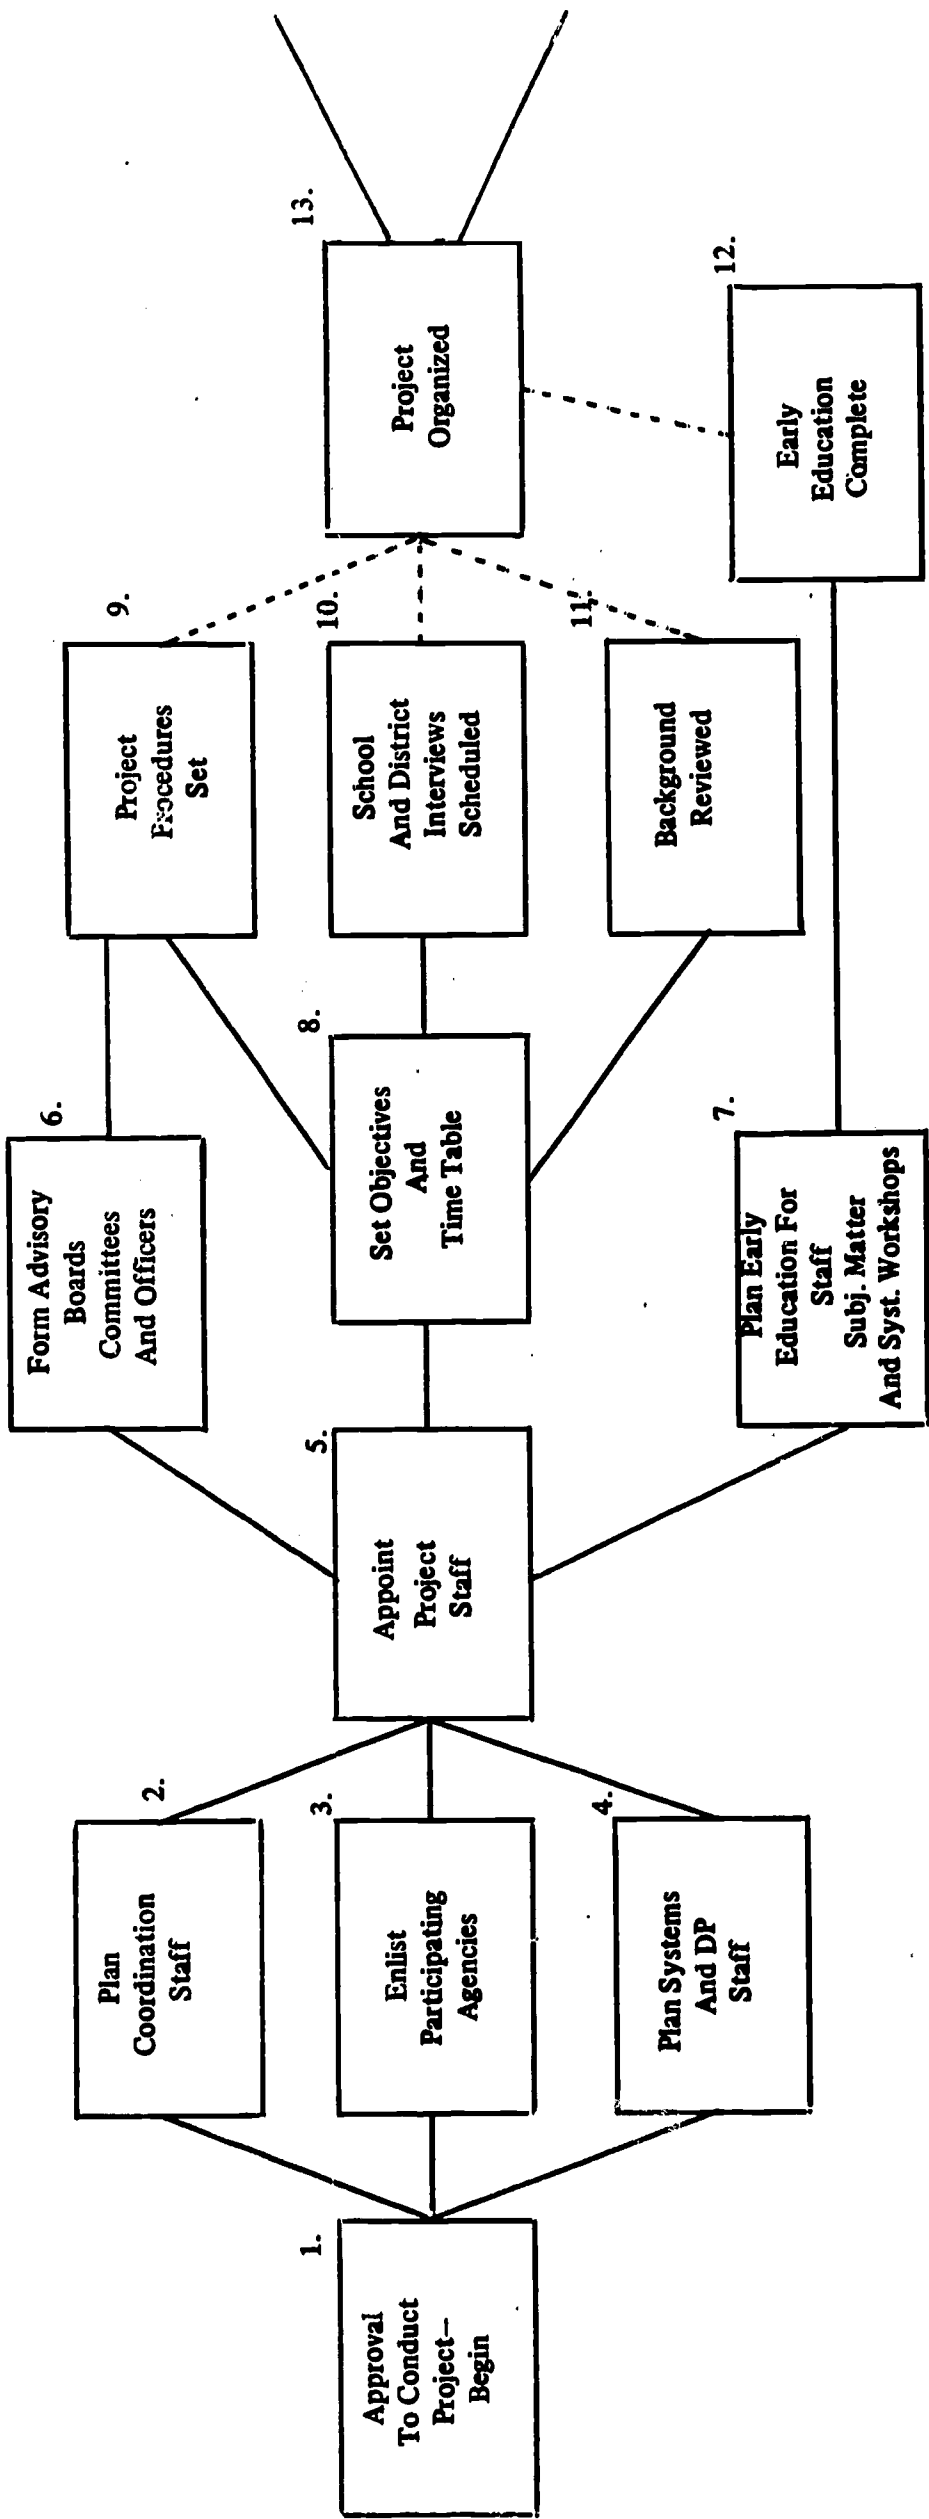 1.
Approval
To Conduct
Project–
Begin
2.
Plan
Coordination
Staff
3.
Enlist
Participating
Agencies
4.
Plan Systems
And DP
Staff
5.
Appoint
Project
Staff
6.
Form Advisory
Boards
Committees
And Officers
7.
Plan Early
Education For
Staff
Subj. Matter
And Syst. Workshops
8.
Set Objectives
And
Time Table
9.
Project
Procedures
Set
10.
School
And District
Interviews
Scheduled
11.
Background
Reviewed
12.
Early
Education
Complete
13.
Project
Organized